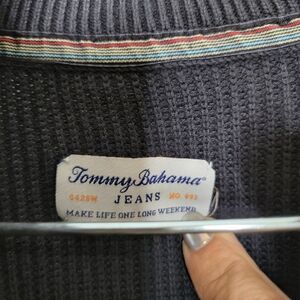 Tommy Bahama®
JEANS
MAKE LIFE ONE LONG WEEKEND